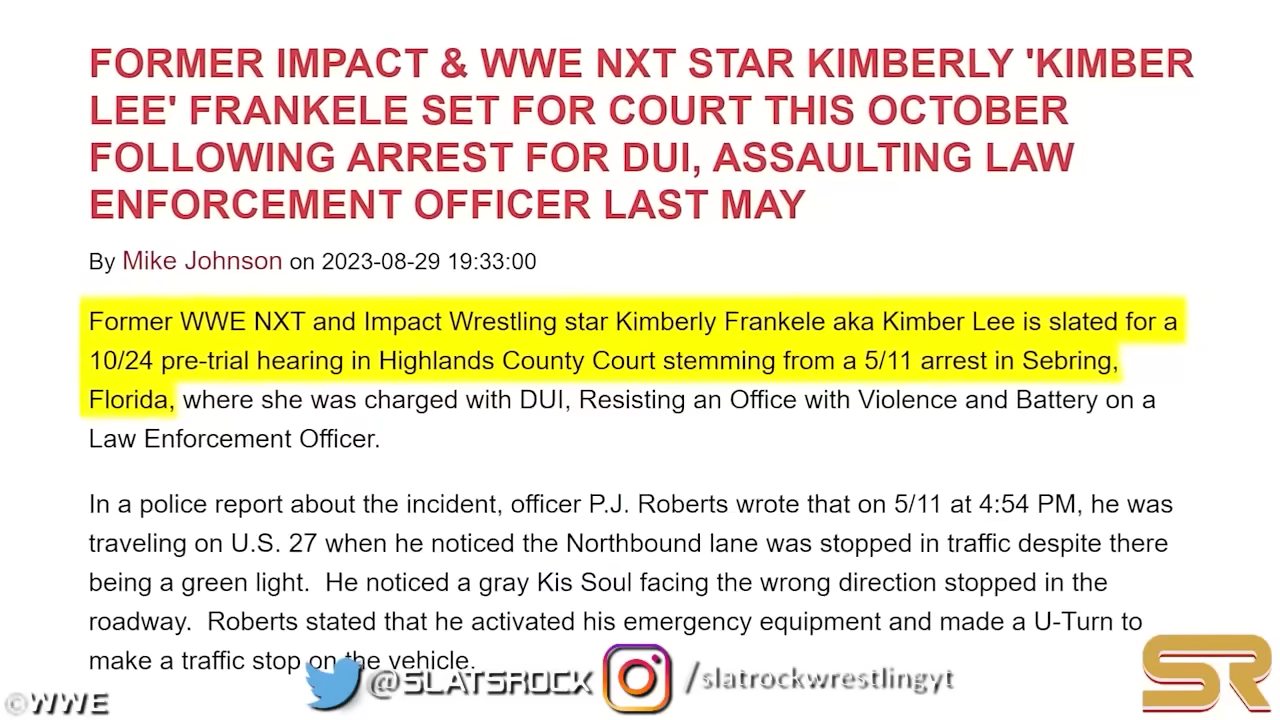 FORMER IMPACT & WWE NXT STAR KIMBERLY 'KIMBER
LEE' FRANKELE SET FOR COURT THIS OCTOBER
FOLLOWING ARREST FOR DUI, ASSAULTING LAW
ENFORCEMENT OFFICER LAST MAY
By Mike Johnson on 2023-08-29 19:33:00
Former WWE NXT and Impact Wrestling star Kimberly Frankele aka Kimber Lee is slated for a
10/24 pre-trial hearing in Highlands County Court stemming from a 5/11 arrest in Sebring,
Florida, where she was charged with DUI, Resisting an Office with Violence and Battery on a
Law Enforcement Officer.
In a police report about the incident, officer P.J. Roberts wrote that on 5/11 at 4:54 PM, he was
traveling on U.S. 27 when he noticed the Northbound lane was stopped in traffic despite there
being a green light.  He noticed a gray Kis Soul facing the wrong direction stopped in the
roadway.  Roberts stated that he activated his emergency equipment and made a U-Turn to
make a traffic stop on the vehicle.
@SLATSROCK
/slatrockwrestlingyt
SR
©WWE